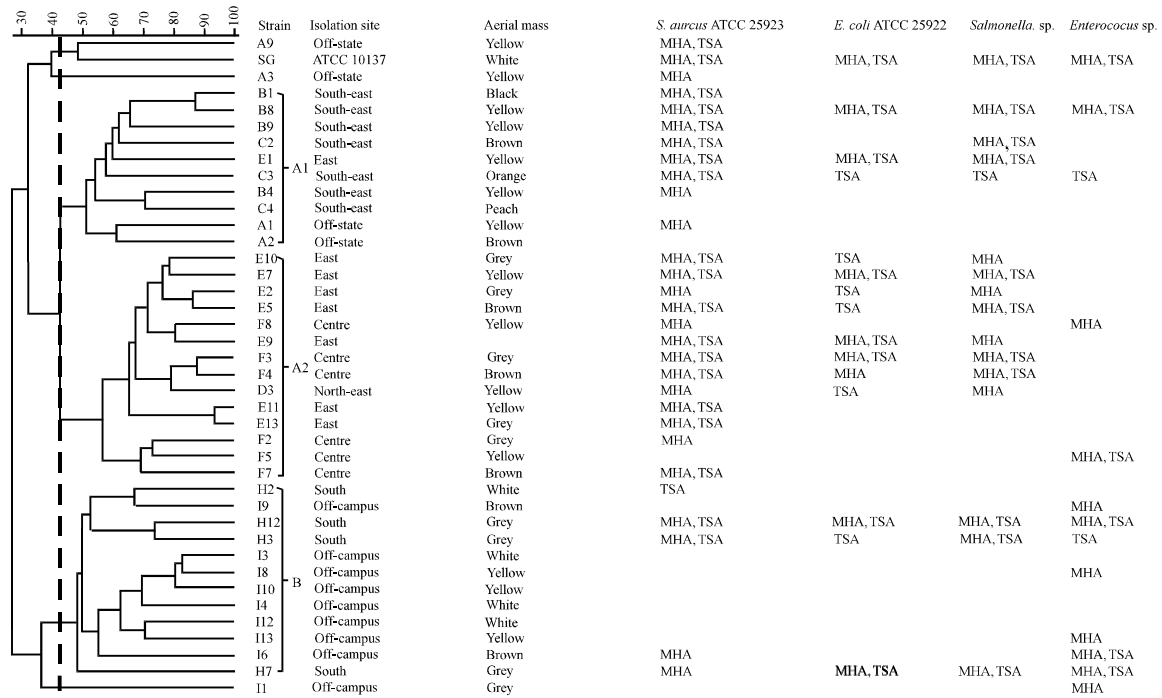 30 40 50 60 70 80 90 100
Strain Isolation site Aerial mass S. aurcus ATCC 25923 E. coli ATCC 25922 Salmonella. sp. Enterococus sp.
A9 Off-state Yellow MHA, TSA
SG ATCC 10137 White MHA, TSA MHA, TSA MHA, TSA MHA, TSA
A3 Off-state Yellow MHA
B1 South-east Black MHA, TSA
B8 South-east Yellow MHA, TSA MHA, TSA MHA, TSA MHA, TSA
B9 South-east Yellow MHA, TSA
C2 South-east Brown MHA, TSA MHA, TSA
E1 East Yellow MHA, TSA MHA, TSA MHA, TSA
A1
C3 South-east Orange MHA, TSA TSA TSA TSA
B4 South-east Yellow MHA
C4 South-east Peach
A1 Off-state Yellow MHA
A2 Off-state Brown
E10 East Grey MHA, TSA TSA MHA
E7 East Yellow MHA, TSA MHA, TSA MHA, TSA
E2 East Grey MHA TSA MHA
E5 East Brown MHA, TSA TSA MHA, TSA
F8 Centre Yellow MHA MHA
E9 East MHA, TSA MHA, TSA MHA
F3 Centre Grey MHA, TSA MHA, TSA MHA, TSA
A2
F4 Centre Brown MHA, TSA MHA MHA, TSA
D3 North-east Yellow MHA TSA MHA
E11 East Yellow MHA, TSA
E13 East Grey MHA, TSA
F2 Centre Grey MHA
F5 Centre Yellow MHA, TSA
F7 Centre Brown MHA, TSA
H2 South White TSA
I9 Off-campus Brown MHA
H12 South Grey MHA, TSA MHA, TSA MHA, TSA MHA, TSA
H3 South Grey MHA, TSA TSA MHA, TSA TSA
I3 Off-campus White
I8 Off-campus Yellow MHA
B
I10 Off-campus Yellow
I4 Off-campus White
I12 Off-campus White
I13 Off-campus Yellow MHA
I6 Off-campus Brown MHA MHA, TSA
H7 South Grey MHA MHA, TSA MHA, TSA MHA, TSA
I1 Off-campus Grey MHA